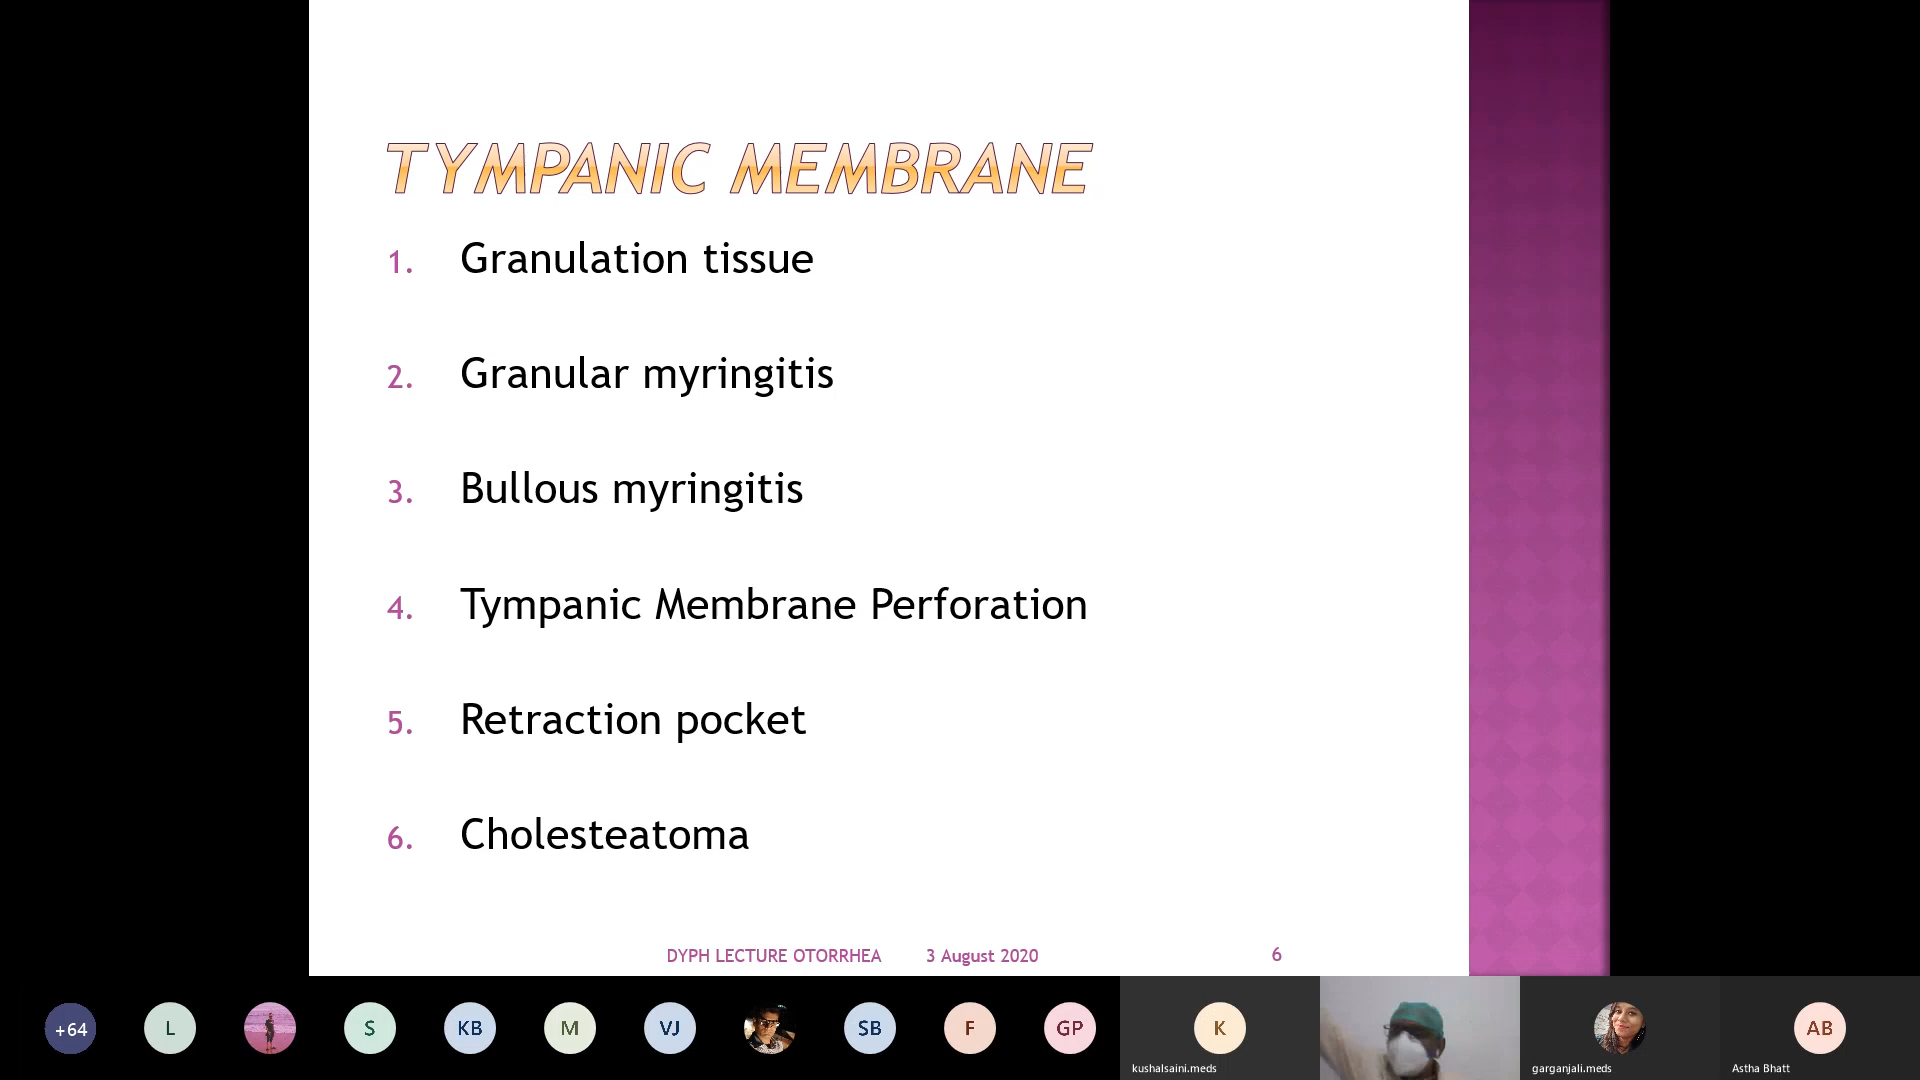 TYMPANIC MEMBRANE
1. Granulation tissue
2. Granular myringitis
3. Bullous myringitis
4. Tympanic Membrane Perforation
5. Retraction pocket
6. Cholesteatoma
DYPH LECTURE OTORRHEA 3 August 2020 6
+64 L S KB M VJ SB F GP K AB
kushalsaini.meds garganjali.meds Astha Bhatt